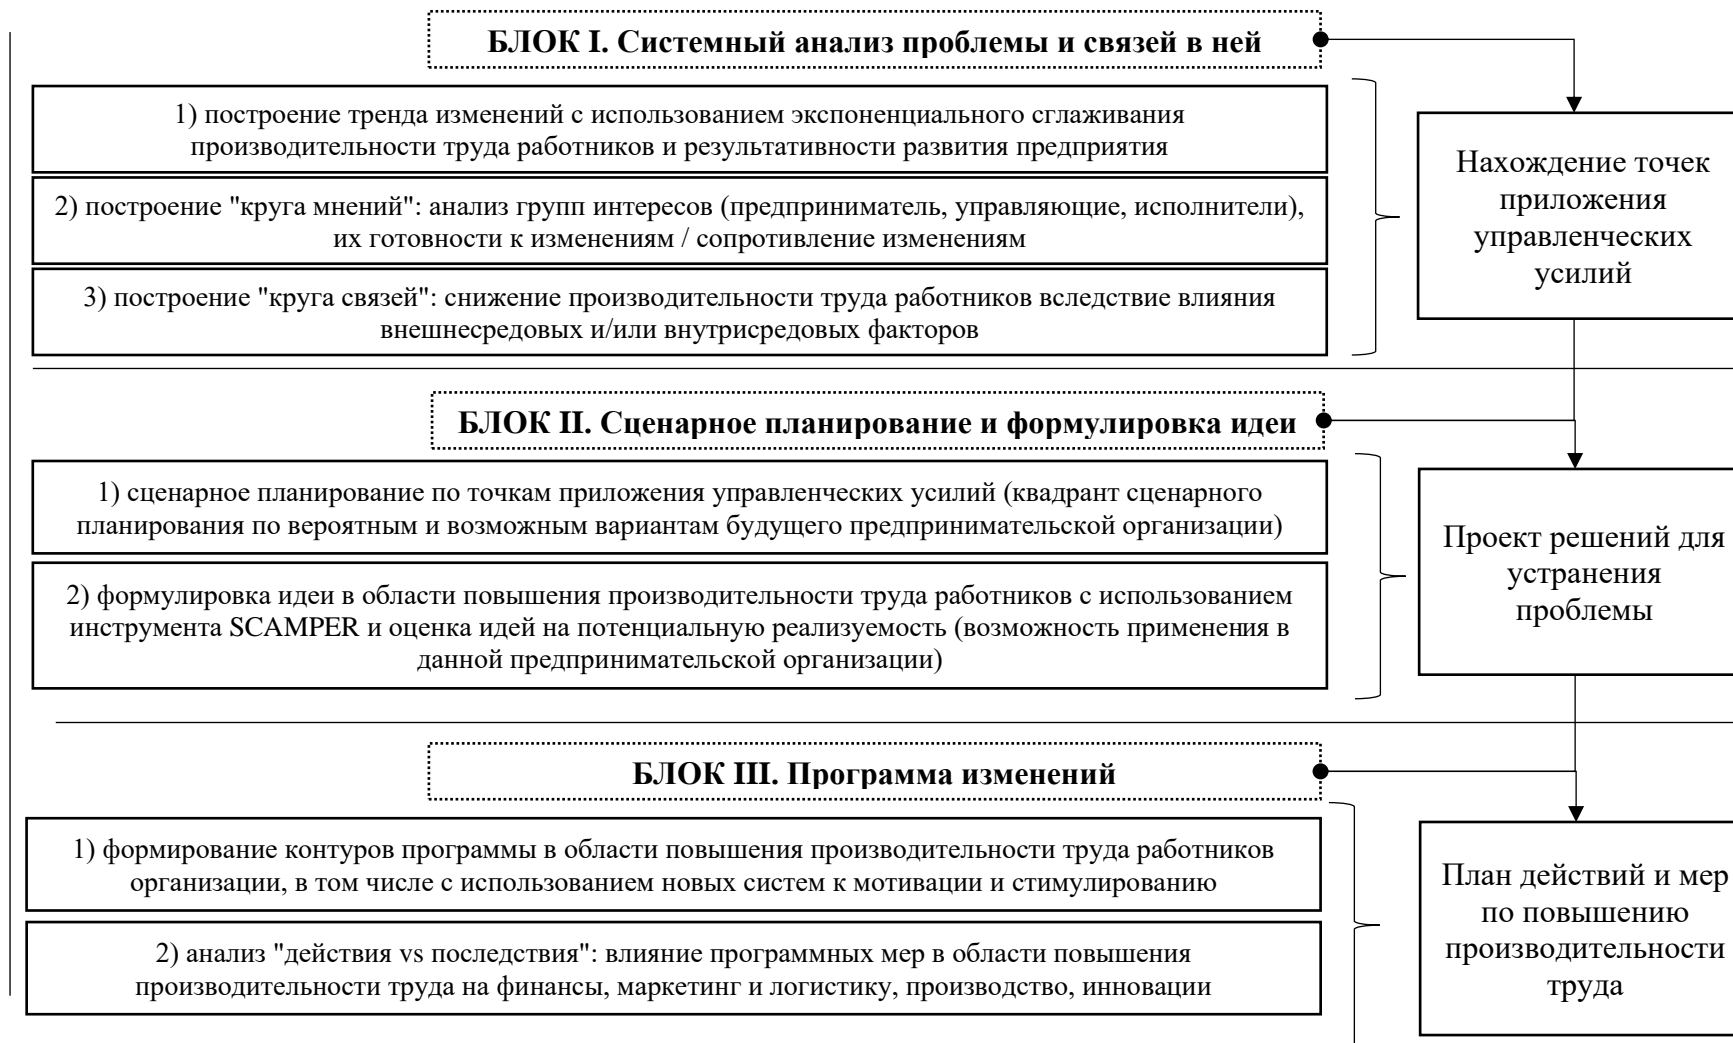 БЛОК I. Системный анализ проблемы и связей в ней
1) построение тренда изменений с использованием экспоненциального сглаживания
производительности труда работников и результативности развития предприятия
2) построение "круга мнений": анализ групп интересов (предприниматель, управляющие, исполнители),
их готовности к изменениям / сопротивление изменениям
3) построение "круга связей": снижение производительности труда работников вследствие влияния
внешнесредовых и/или внутрисредовых факторов
Нахождение точек
приложения
управленческих
усилий
БЛОК II. Сценарное планирование и формулировка идеи
1) сценарное планирование по точкам приложения управленческих усилий (квадрант сценарного
планирования по вероятным и возможным вариантам будущего предпринимательской организации)
2) формулировка идеи в области повышения производительности труда работников с использованием
инструмента SCAMPER и оценка идей на потенциальную реализуемость (возможность применения в
данной предпринимательской организации)
Проект решений для
устранения
проблемы
БЛОК III. Программа изменений
1) формирование контуров программы в области повышения производительности труда работников
организации, в том числе с использованием новых систем к мотивации и стимулированию
2) анализ "действия vs последствия": влияние программных мер в области повышения
производительности труда на финансы, маркетинг и логистику, производство, инновации
План действий и мер
по повышению
производительности
труда